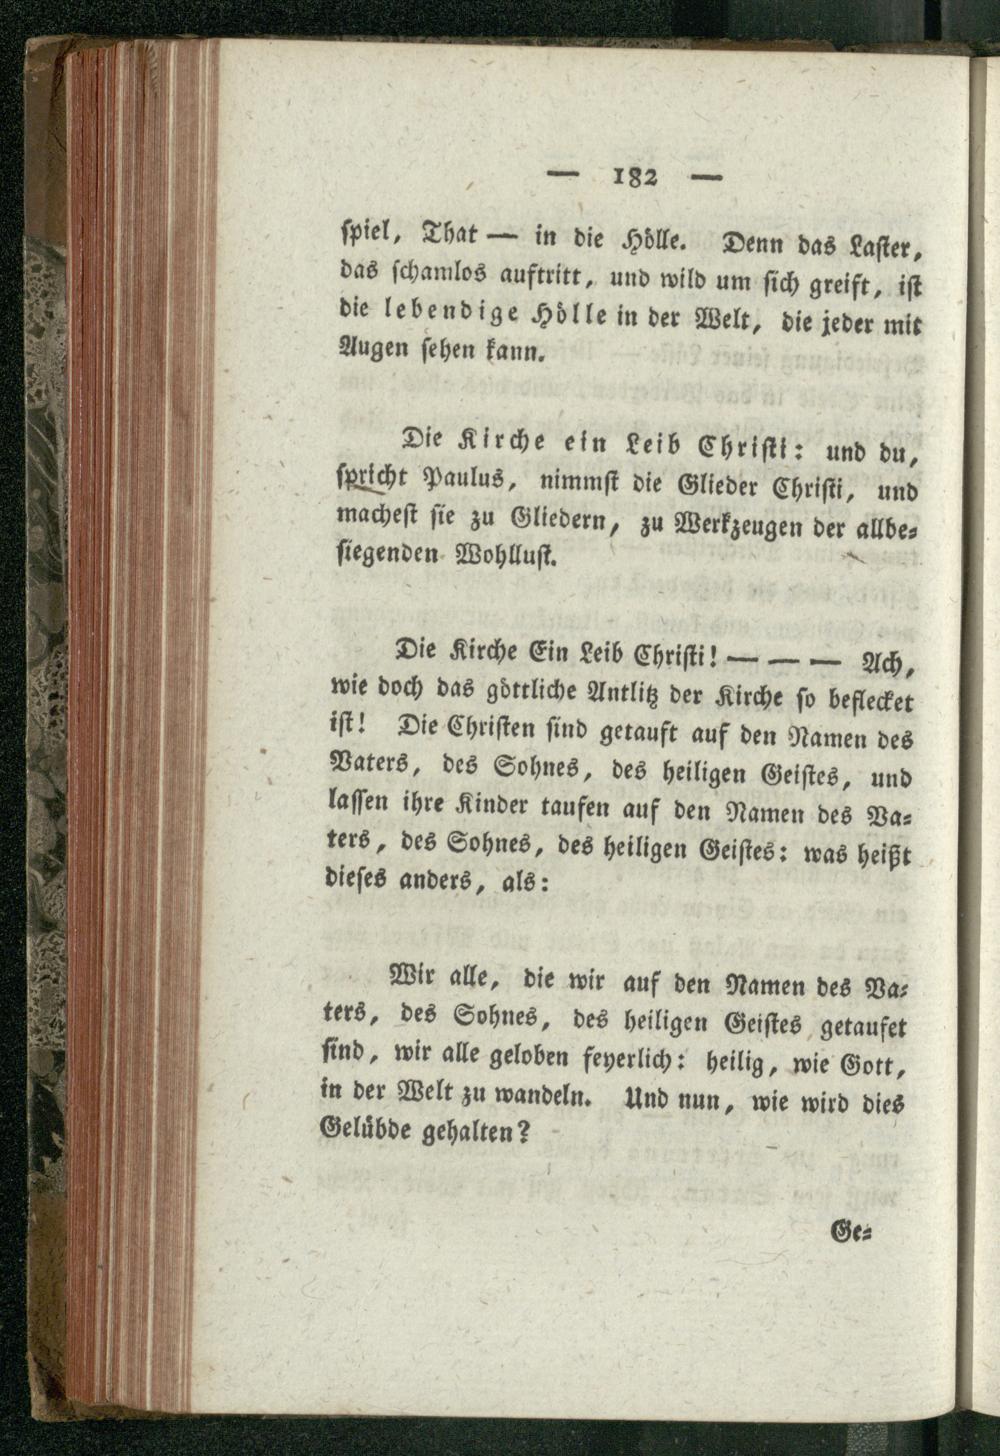 — 182 —
ſpiel, That — in die Hölle. Denn das Laſter,
das ſchamlos auftritt, und wild um ſich greift, iſt
die lebendige Hölle in der Welt, die jeder mit
Augen ſehen kann.
Die Kirche ein Leib Chriſti: und du,
ſpricht Paulus, nimmſt die Glieder Chriſti, und
macheſt ſie zu Gliedern, zu Werkzeugen der allbe⸗
ſiegenden Wohlluſt.
Die Kirche Ein Leib Chriſti! — — — Ach,
wie doch das göttliche Antlitz der Kirche ſo beflecket
iſt! Die Chriſten ſind getauft auf den Namen des
Vaters, des Sohnes, des heiligen Geiſtes, und
laſſen ihre Kinder taufen auf den Namen des Va⸗
ters, des Sohnes, des heiligen Geiſtes: was heißt
dieſes anders, als:
Wir alle, die wir auf den Namen des Va⸗
ters, des Sohnes, des heiligen Geiſtes getaufet
ſind, wir alle geloben feyerlich: heilig, wie Gott,
in der Welt zu wandeln. Und nun, wie wird dies
Gelübde gehalten?
Ge⸗